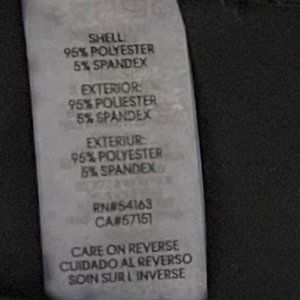 SHELL:
95% POLYESTER
5% SPANDEX
EXTERIOR:
95% POLIESTER
5% SPANDEX
EXTERIUR:
95% POLYESTER
5% SPANDEX
RN#54163
CA#57151
CARE ON REVERSE
CUIDADO AL REVERSO
SOIN SUR L'INVERSE